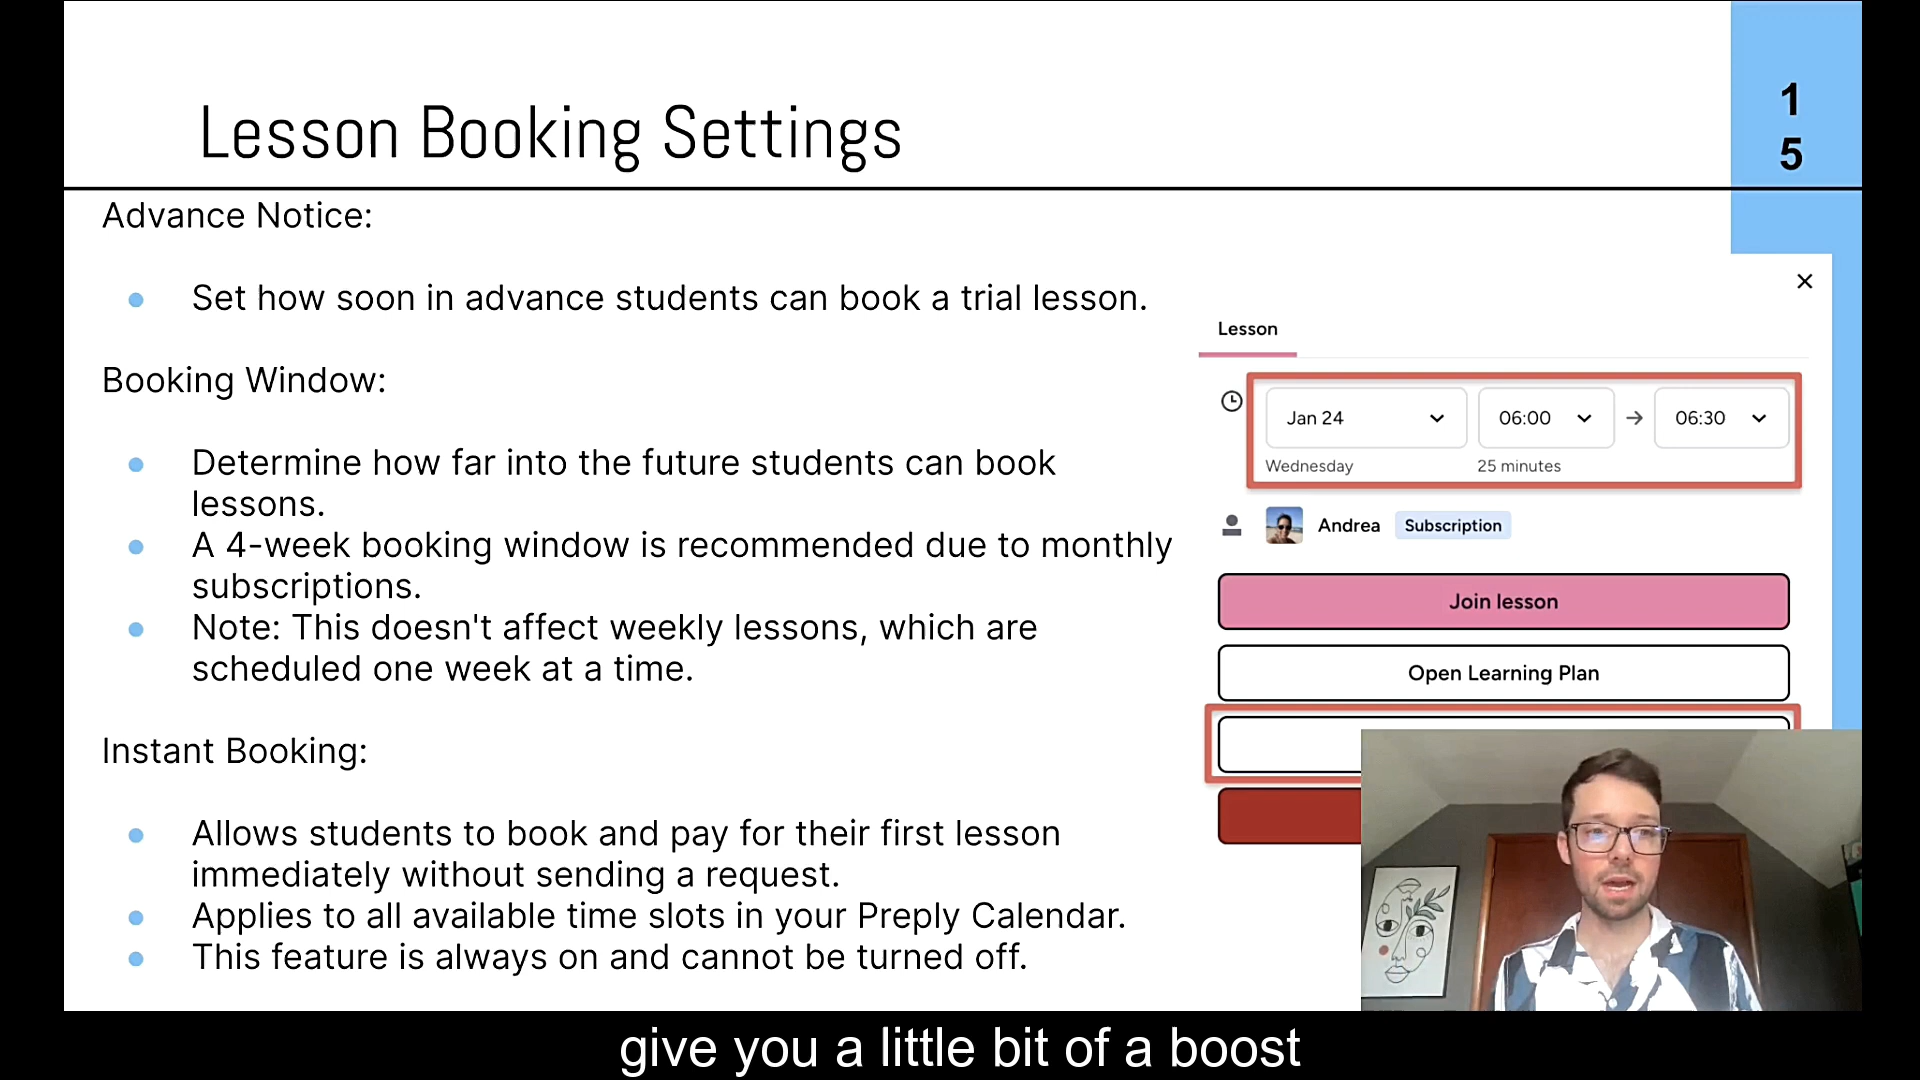 Lesson Booking Settings
1
5
Advance Notice:
Set how soon in advance students can book a trial lesson.
Booking Window:
Determine how far into the future students can book
lessons.
A 4-week booking window is recommended due to monthly
subscriptions.
Note: This doesn't affect weekly lessons, which are
scheduled one week at a time.
Instant Booking:
Allows students to book and pay for their first lesson
immediately without sending a request.
Applies to all available time slots in your Preply Calendar.
This feature is always on and cannot be turned off.
Lesson
Jan 24 06:00 → 06:30
Wednesday 25 minutes
Andrea Subscription
Join lesson
Open Learning Plan
give you a little bit of a boost